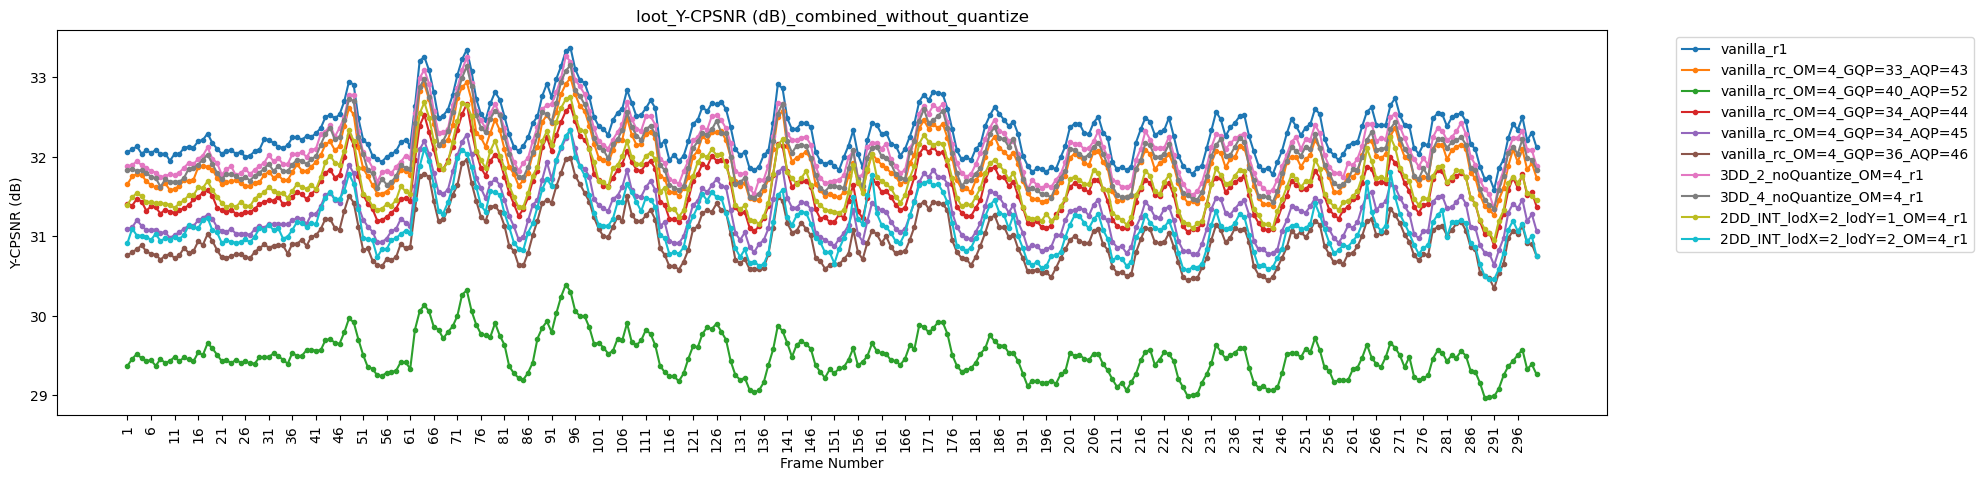 loot_Y-CPSNR (dB)_combined_without_quantize
Y-CPSNR (dB)
33
32
31
30
29
1 6 11 16 21 26 31 36 41 46 51 56 61 66 71 76 81 86 91 96 101 106 111 116 121 126 131 136 141 146 151 156 161 166 171 176 181 186 191 196 201 206 211 216 221 226 231 236 241 246 251 256 261 266 271 276 281 286 291 296
Frame Number
vanilla_r1
vanilla_rc_OM=4_GQP=33_AQP=43
vanilla_rc_OM=4_GQP=40_AQP=52
vanilla_rc_OM=4_GQP=34_AQP=44
vanilla_rc_OM=4_GQP=34_AQP=45
vanilla_rc_OM=4_GQP=36_AQP=46
3DD_2_noQuantize_OM=4_r1
3DD_4_noQuantize_OM=4_r1
2DD_INT_lodX=2_lodY=1_OM=4_r1
2DD_INT_lodX=2_lodY=2_OM=4_r1